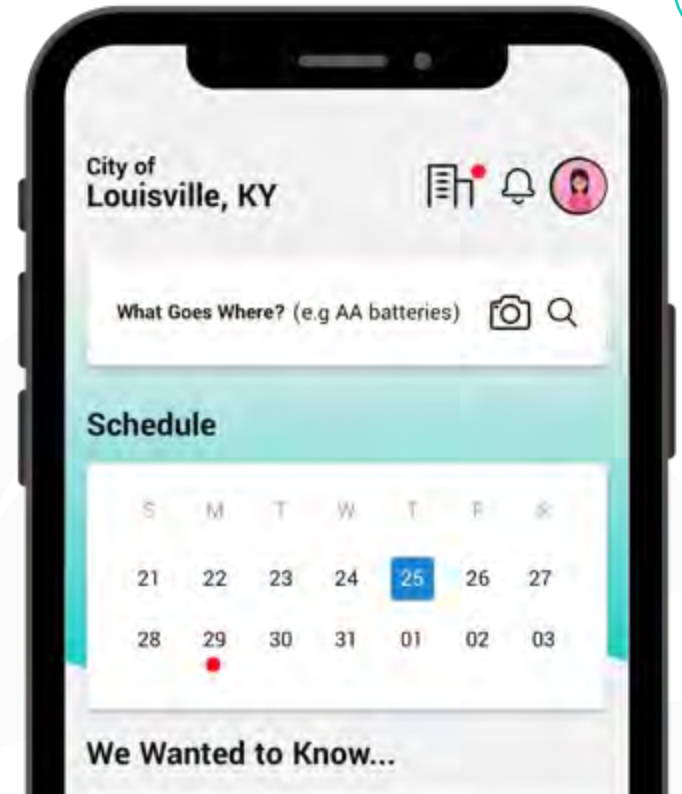 City of
Louisville, KY
What Goes Where? (e.g AA batteries)
Schedule
S M T W T F S
21 22 23 24 25 26 27
28 29 30 31 01 02 03
We Wanted to Know...